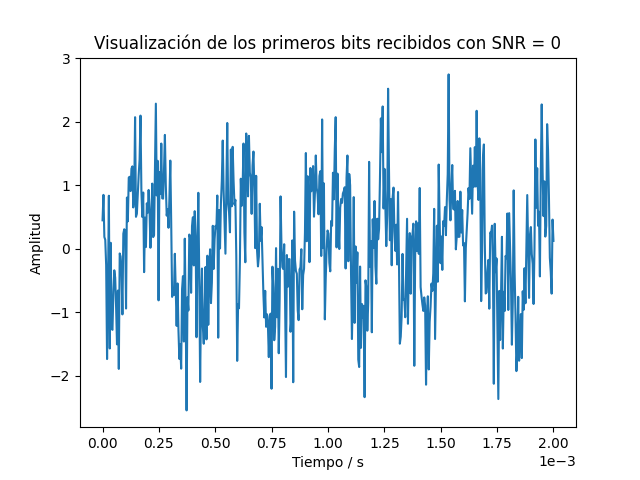 Visualización de los primeros bits recibidos con SNR = 0
Amplitud
3
2
1
0
−1
−2
0.00 0.25 0.50 0.75 1.00 1.25 1.50 1.75 2.00
1e−3
Tiempo / s